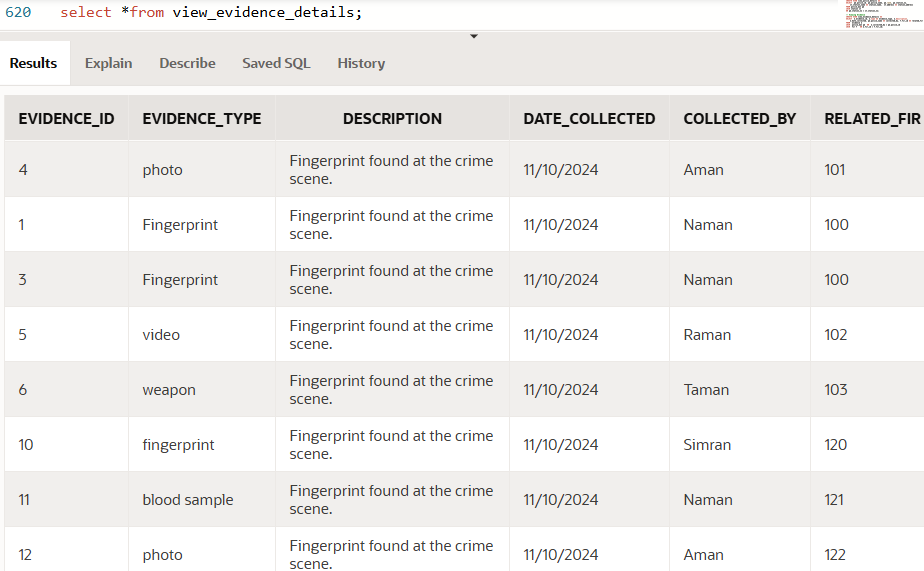 620 select *from view_evidence_details;
Results Explain Describe Saved SQL History
EVIDENCE_ID EVIDENCE_TYPE DESCRIPTION DATE_COLLECTED COLLECTED_BY RELATED_FIR
4 photo Fingerprint found at the crime scene. 11/10/2024 Aman 101
1 Fingerprint Fingerprint found at the crime scene. 11/10/2024 Naman 100
3 Fingerprint Fingerprint found at the crime scene. 11/10/2024 Naman 100
5 video Fingerprint found at the crime scene. 11/10/2024 Raman 102
6 weapon Fingerprint found at the crime scene. 11/10/2024 Taman 103
10 fingerprint Fingerprint found at the crime scene. 11/10/2024 Simran 120
11 blood sample Fingerprint found at the crime scene. 11/10/2024 Naman 121
12 photo Fingerprint found at the crime scene. 11/10/2024 Aman 122